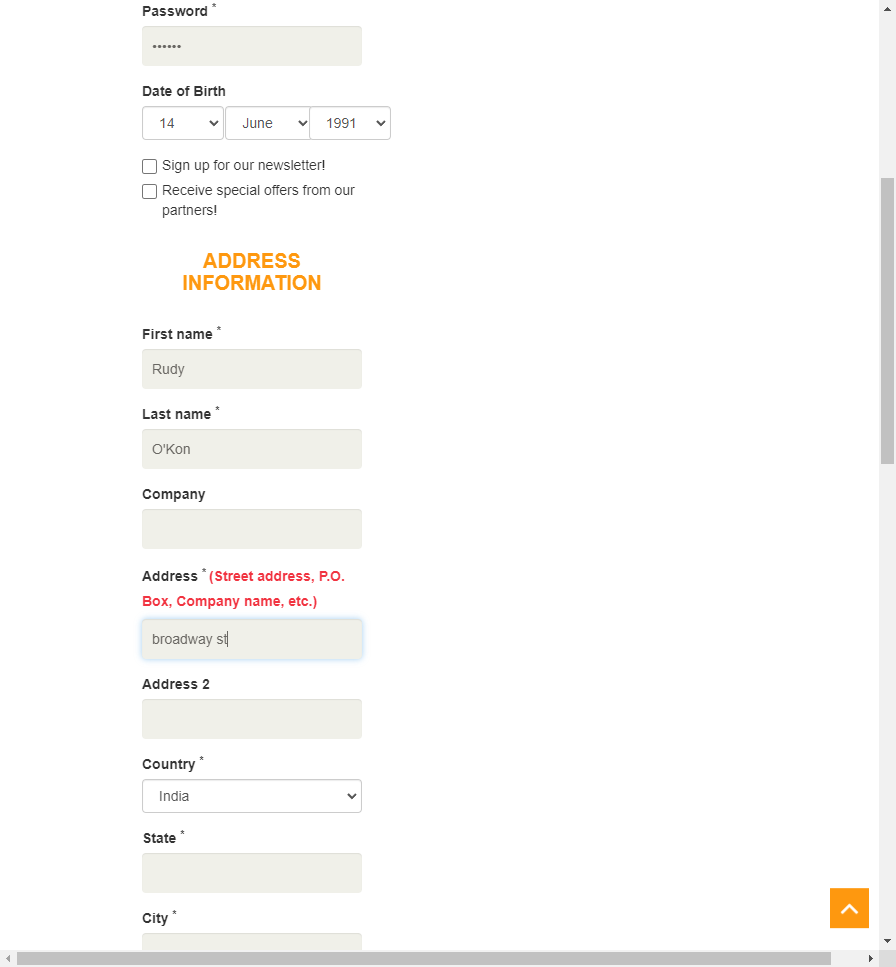 Password *
••••••
Date of Birth
14 June 1991
Sign up for our newsletter!
Receive special offers from our
partners!
ADDRESS
INFORMATION
First name *
Rudy
Last name *
O'Kon
Company
Address * (Street address, P.O.
Box, Company name, etc.)
broadway st
Address 2
Country *
India
State *
City *